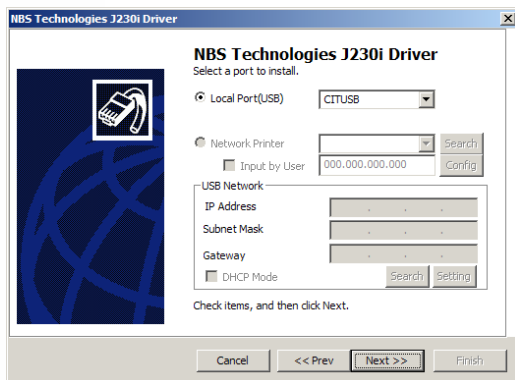 NBS Technologies J230i Driver
NBS Technologies J230i Driver
Select a port to install.
Local Port(USB) CITUSB
Network Printer Search
Input by User 000.000.000.000 Config
USB Network
IP Address . . .
Subnet Mask . . .
Gateway . . .
DHCP Mode Search Setting
Check items, and then click Next.
Cancel << Prev Next >> Finish